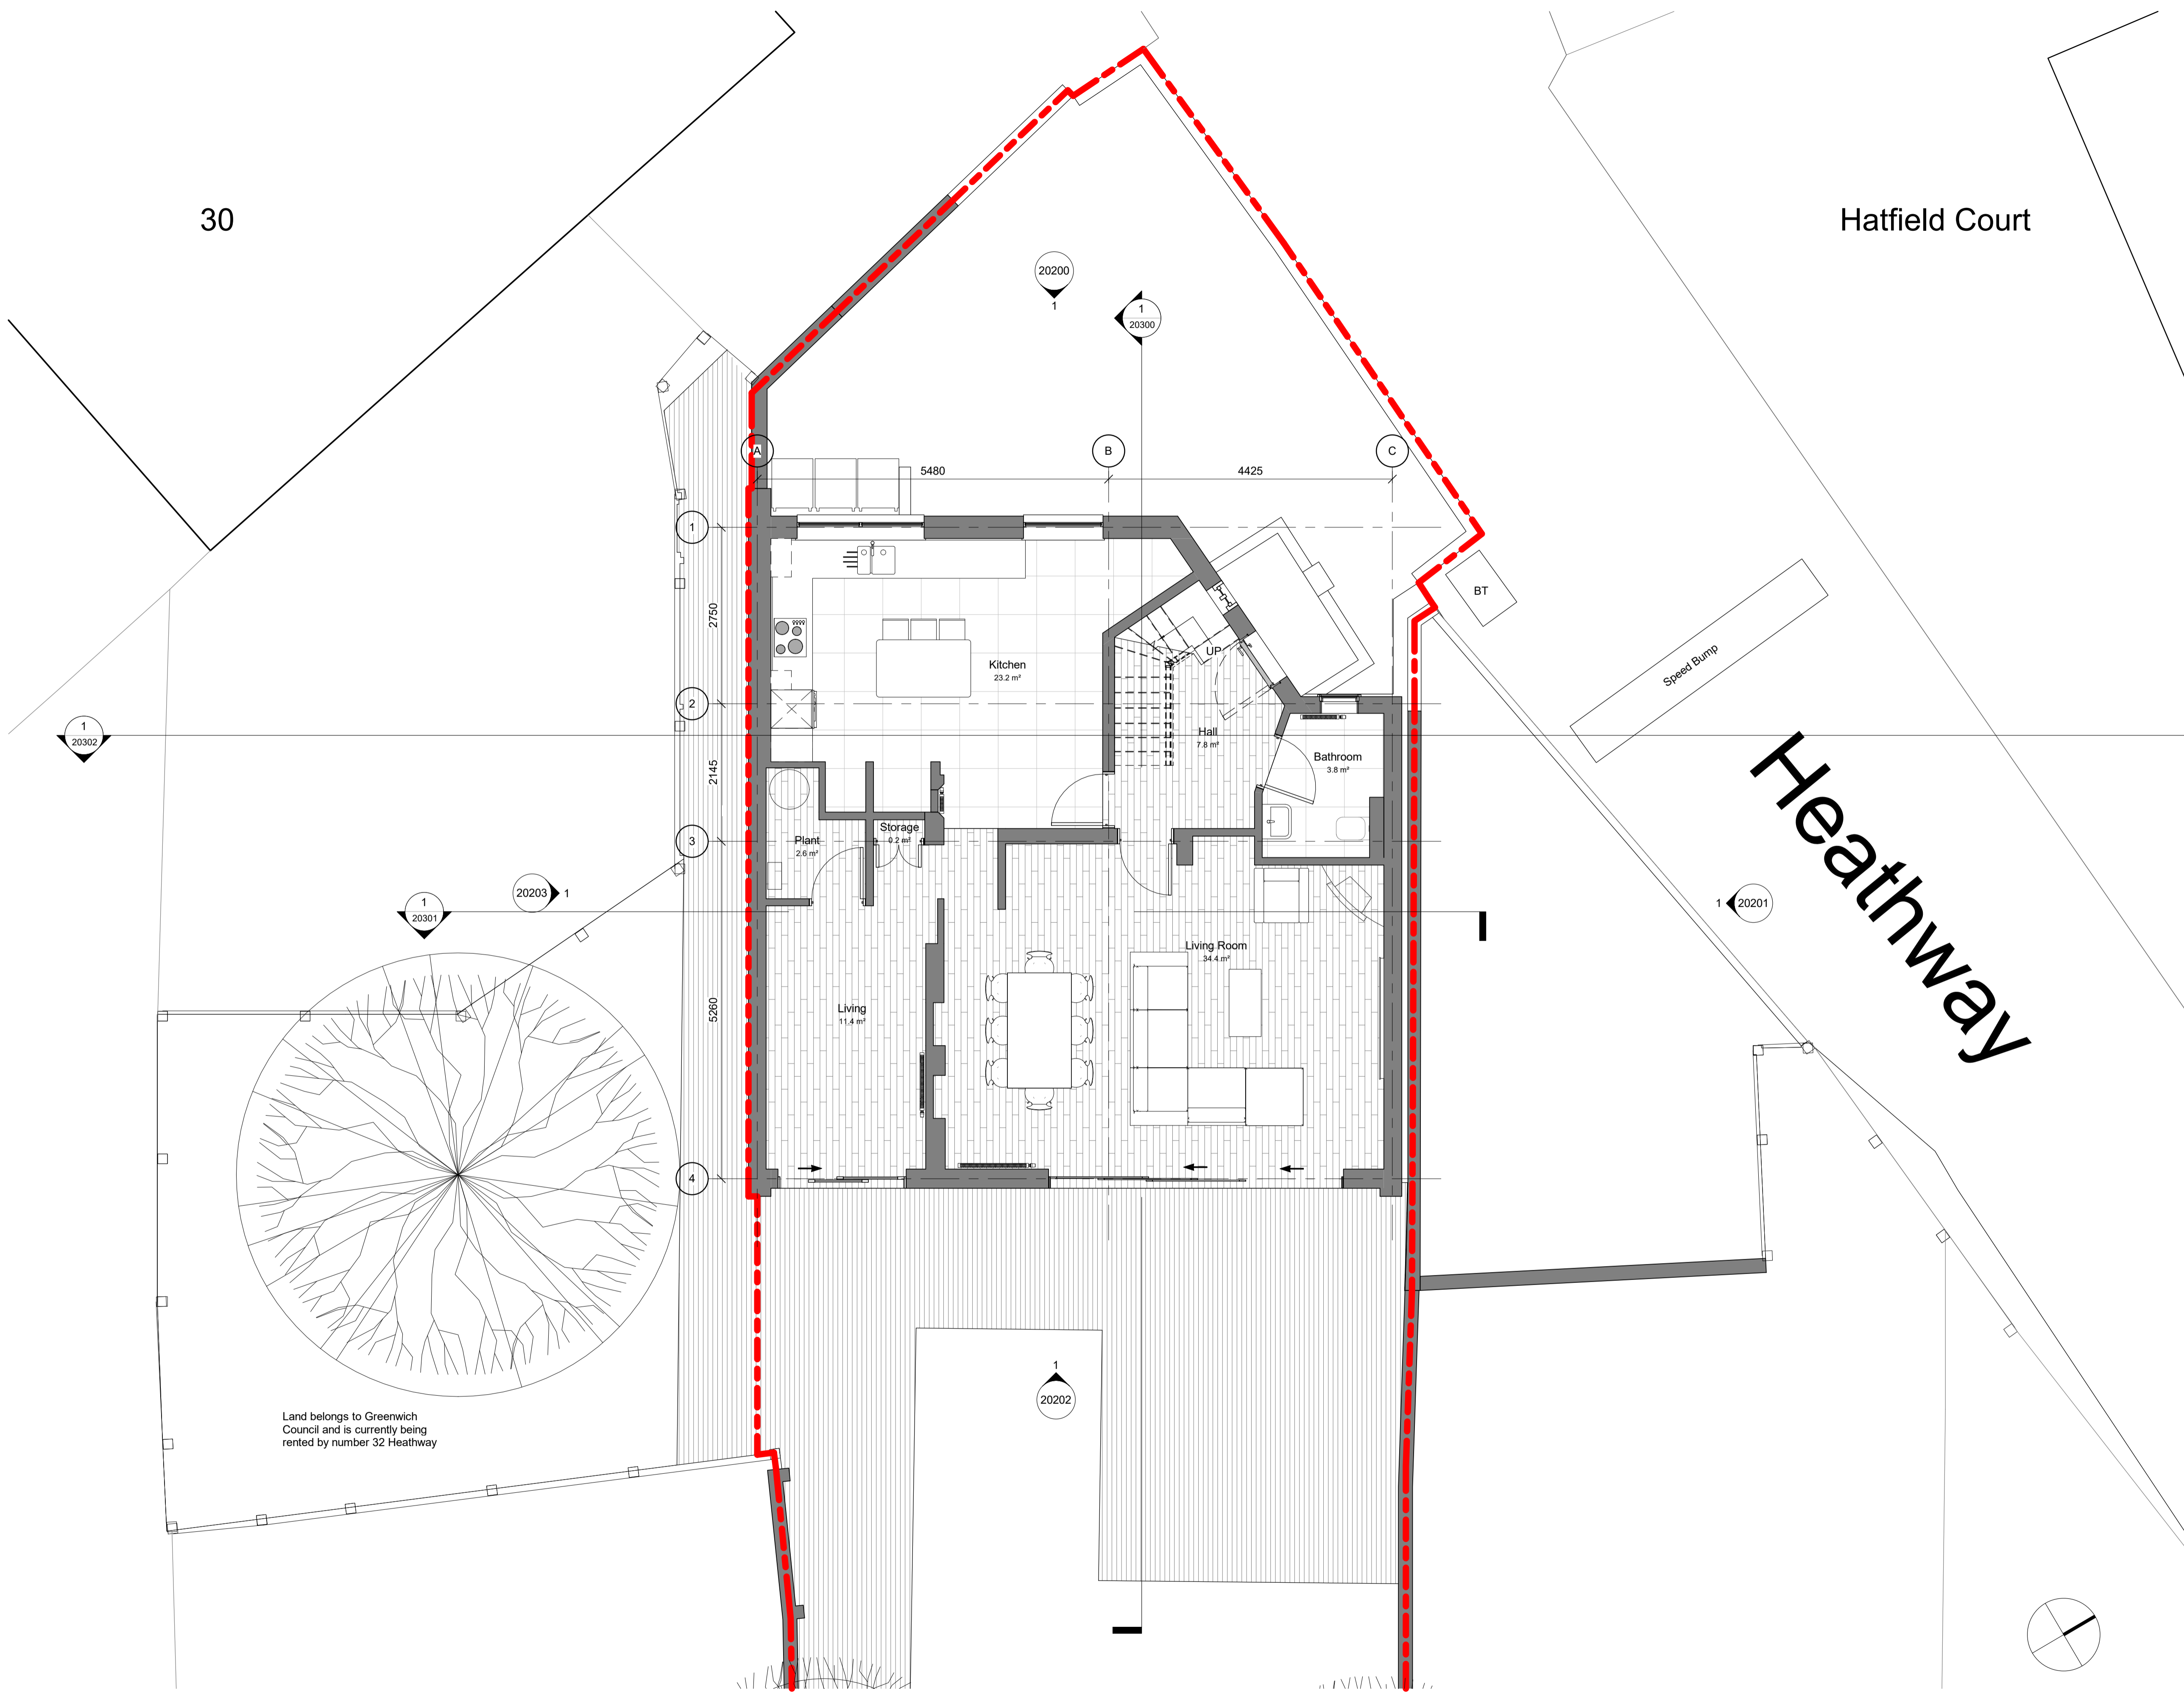 30
Hatfield Court
20200
1
1
20300
A
B
C
5480
4425
1
2750
BT
Speed Bump
UP
Kitchen
23.2 m²
2
1
20302
Hall
7.8 m²
Bathroom
3.8 m²
Heathway
2145
Storage
0.2 m²
3
Plant
2.6 m²
20203
1
1
20301
1
20201
Living Room
34.4 m²
Living
11.4 m²
5260
4
1
20202
Land belongs to Greenwich
Council and is currently being
rented by number 32 Heathway